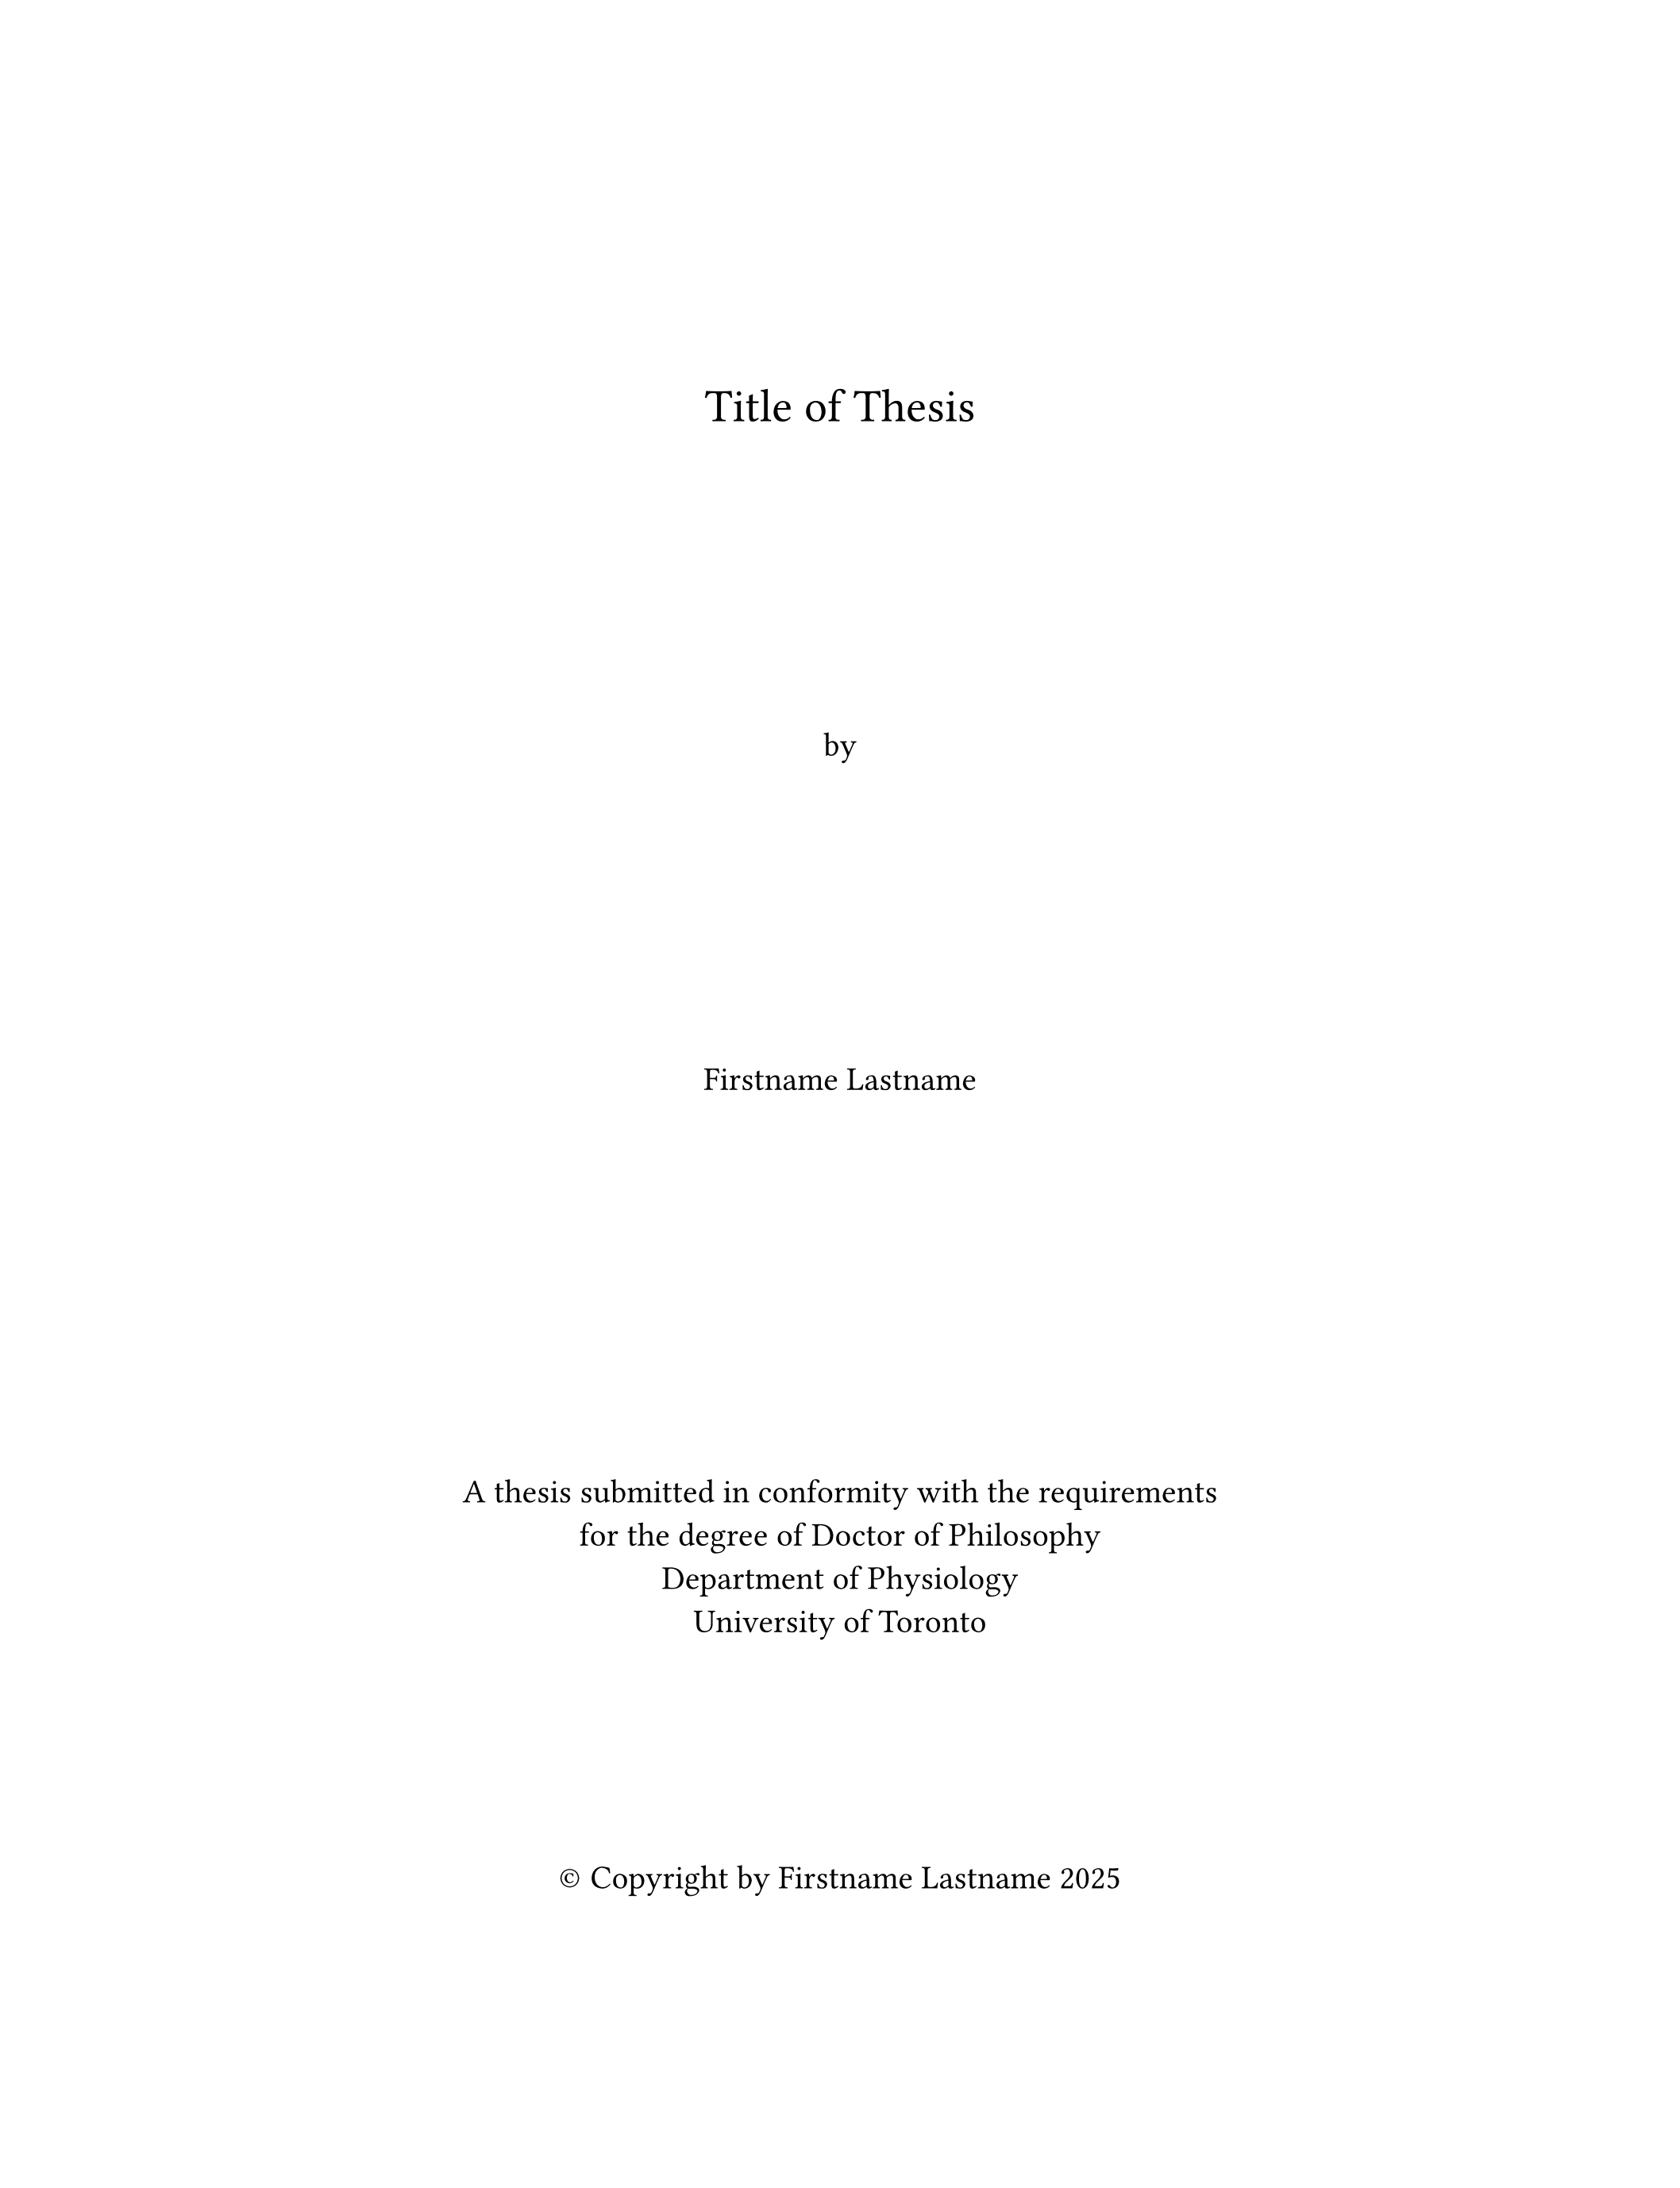 Title of Thesis
by
Firstname Lastname
A thesis submitted in conformity with the requirements
for the degree of Doctor of Philosophy
Department of Physiology
University of Toronto
© Copyright by Firstname Lastname 2025